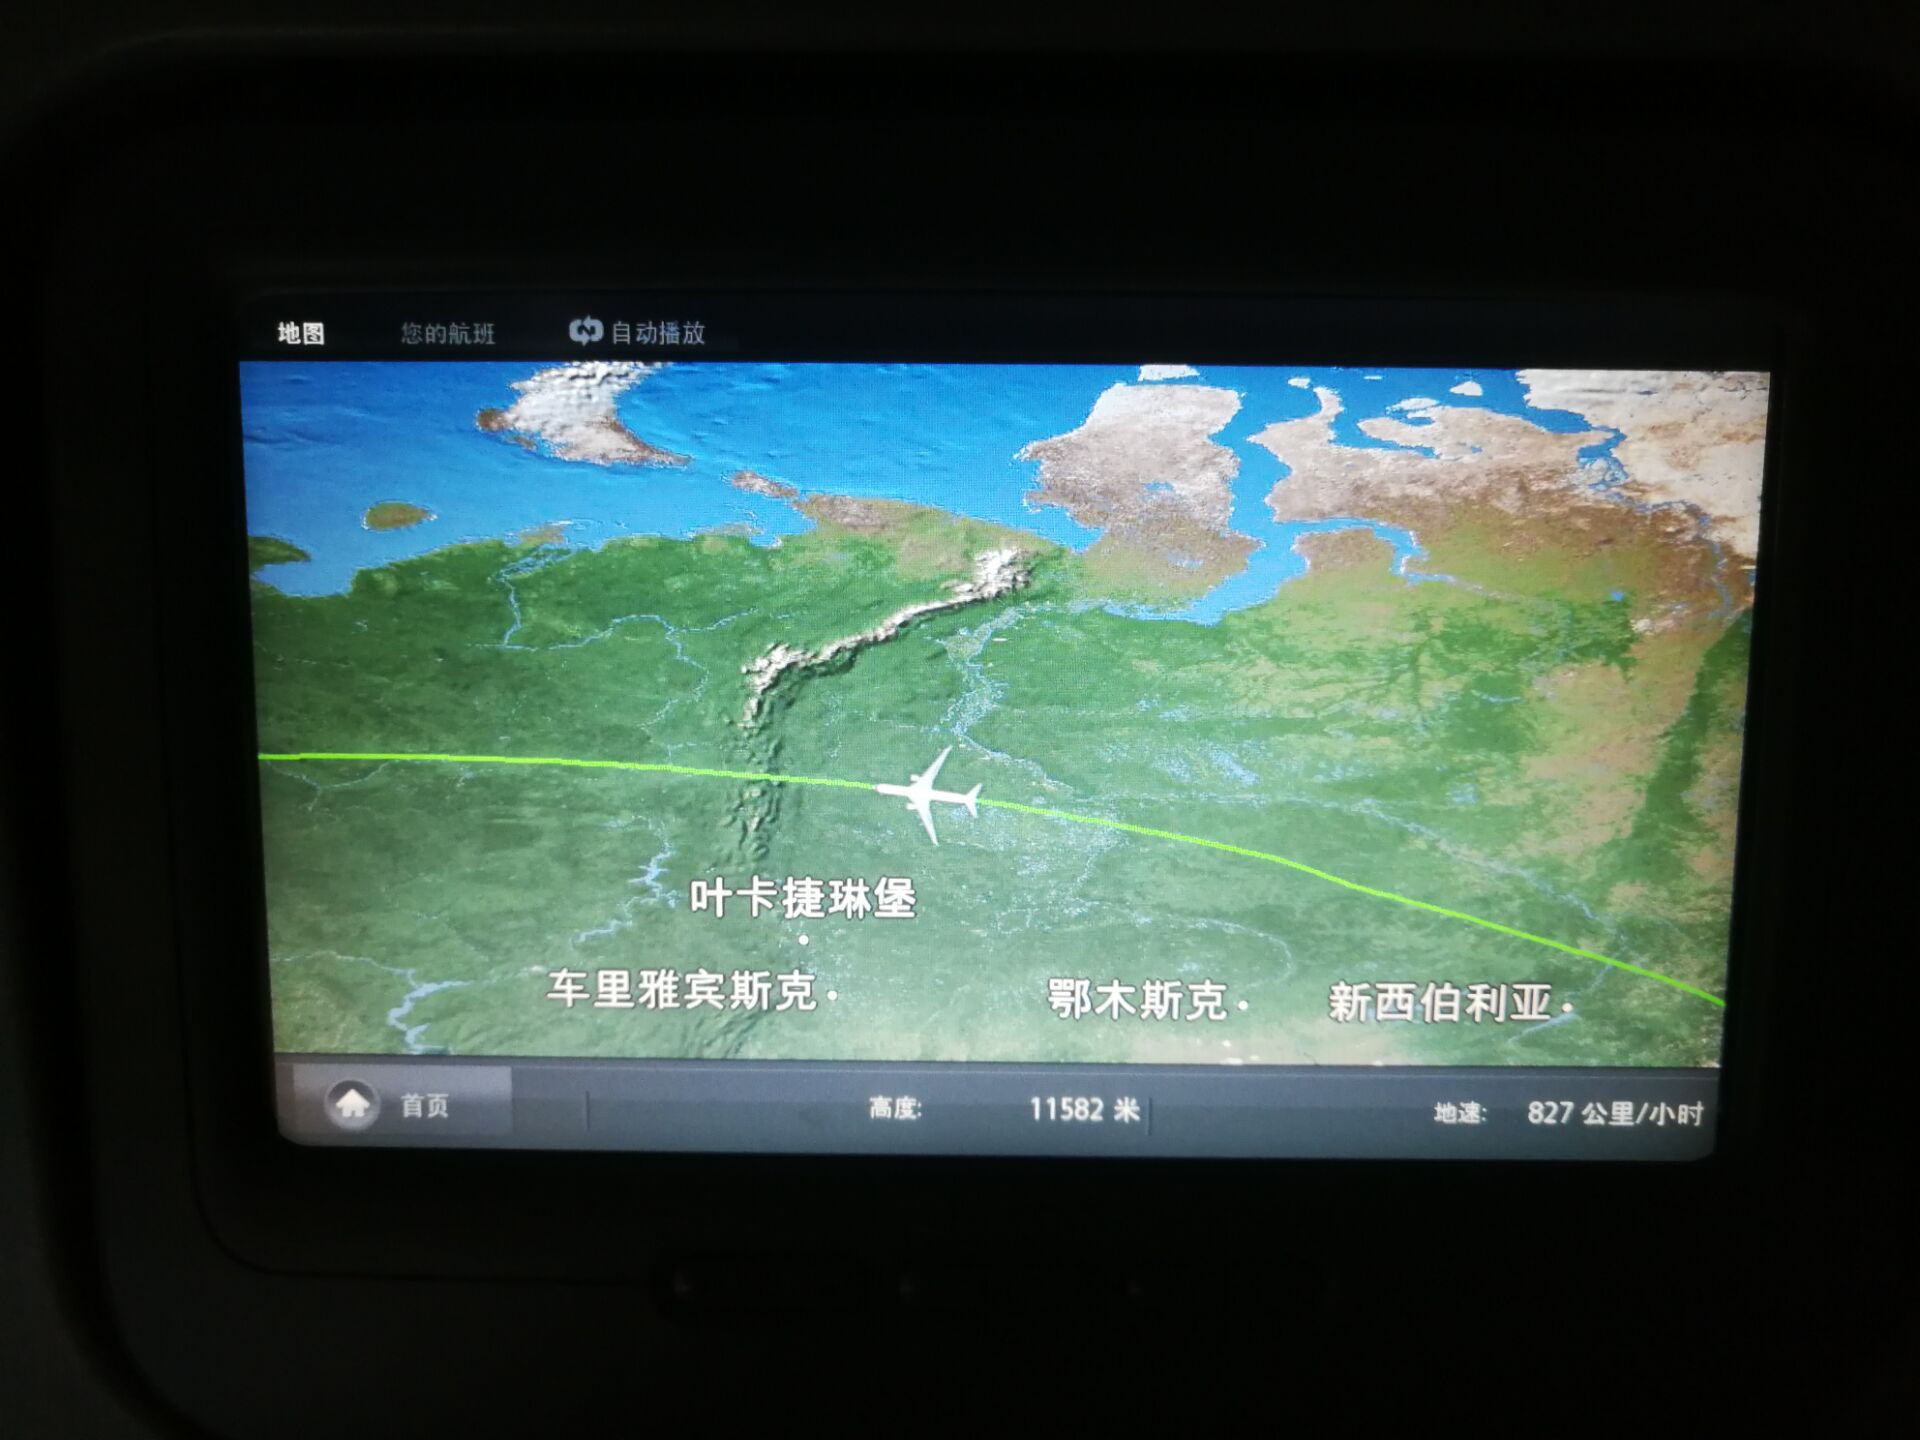 地图 您的航班 自动播放
叶卡捷琳堡
车里雅宾斯克
鄂木斯克 新西伯利亚
首页 高度: 11582 米 地速: 827 公里/小时